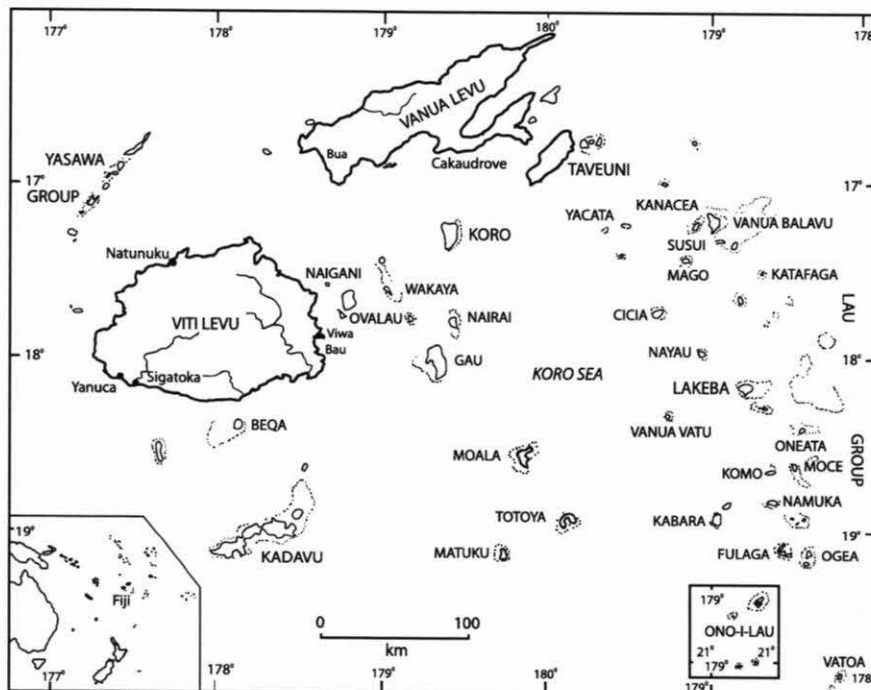 177° 178° 179° 180° 179° 178°
VANUA LEVU
Bua
Cakaudrove
YASAWA
GROUP
TAVEUNI
17° 17°
KANACEA
YACATA
VANUA BALAVU
KORO
SUSUI
Natunuku
NAIGANI
MAGO
KATAFAGA
WAKAYA
VITI LEVU
OVALAU
NAIRAI
CICIA
LAU
Viwa
Bau
GAU
NAYAU
18° 18°
KORO SEA
Yanuca
Sigatoka
LAKEBA
BEQA
VANUA VATU
ONEATA
GROUP
MOALA
KOMO
MOCE
NAMUKA
TOTOYA
KABARA
19° 19°
KADAVU
MATUKU
FULAGA
OGEA
Fiji
179°
ONO-I-LAU
21° 21°
179°
0 100
km
VATOA
177° 178° 179° 180° 179° 178°